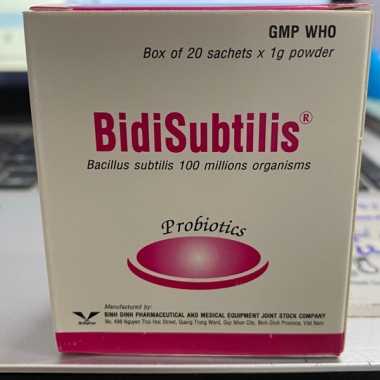 GMP WHO
Box of 20 sachets x 1g powder
BidiSubtilis®
Bacillus subtilis 100 millions organisms
Probiotics
Manufactured by:
BINH DINH PHARMACEUTICAL AND MEDICAL EQUIPMENT JOINT STOCK COMPANY
No. 498 Nguyen Thai Hoc Street, Quang Trung Ward, Quy Nhon City, Binh Dinh Province, Viet Nam
Bidiphar